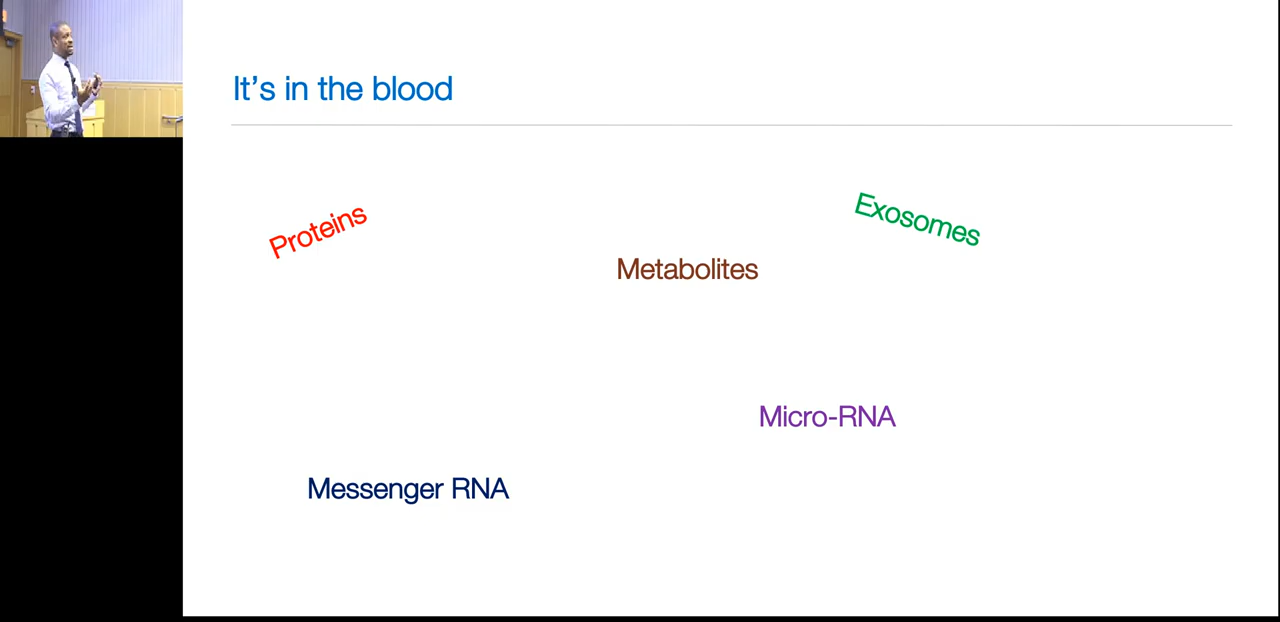 It's in the blood
Proteins
Exosomes
Metabolites
Micro-RNA
Messenger RNA